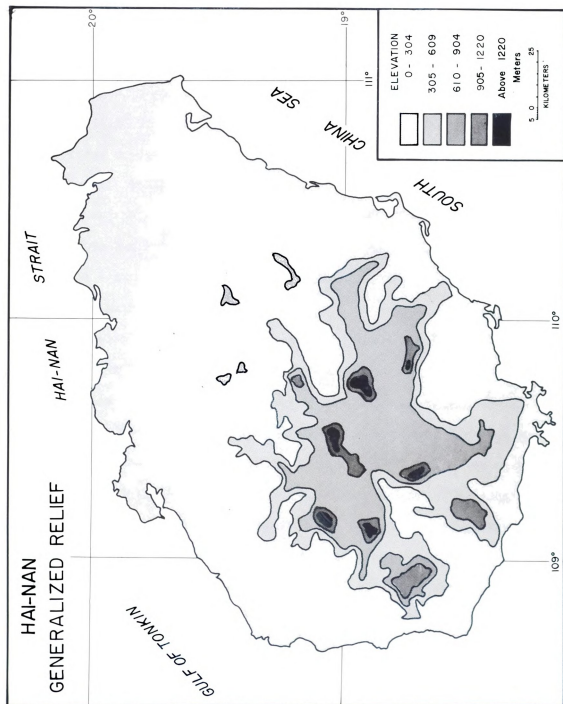 HAI-NAN
GENERALIZED RELIEF
HAI-NAN
STRAIT
GULF OF TONKIN
SOUTH
CHINA
SEA
20°
19°
111°
110°
109°
ELEVATION
0 - 304
305 - 609
610 - 904
905 - 1220
Above 1220
Meters
5 0 25
KILOMETERS